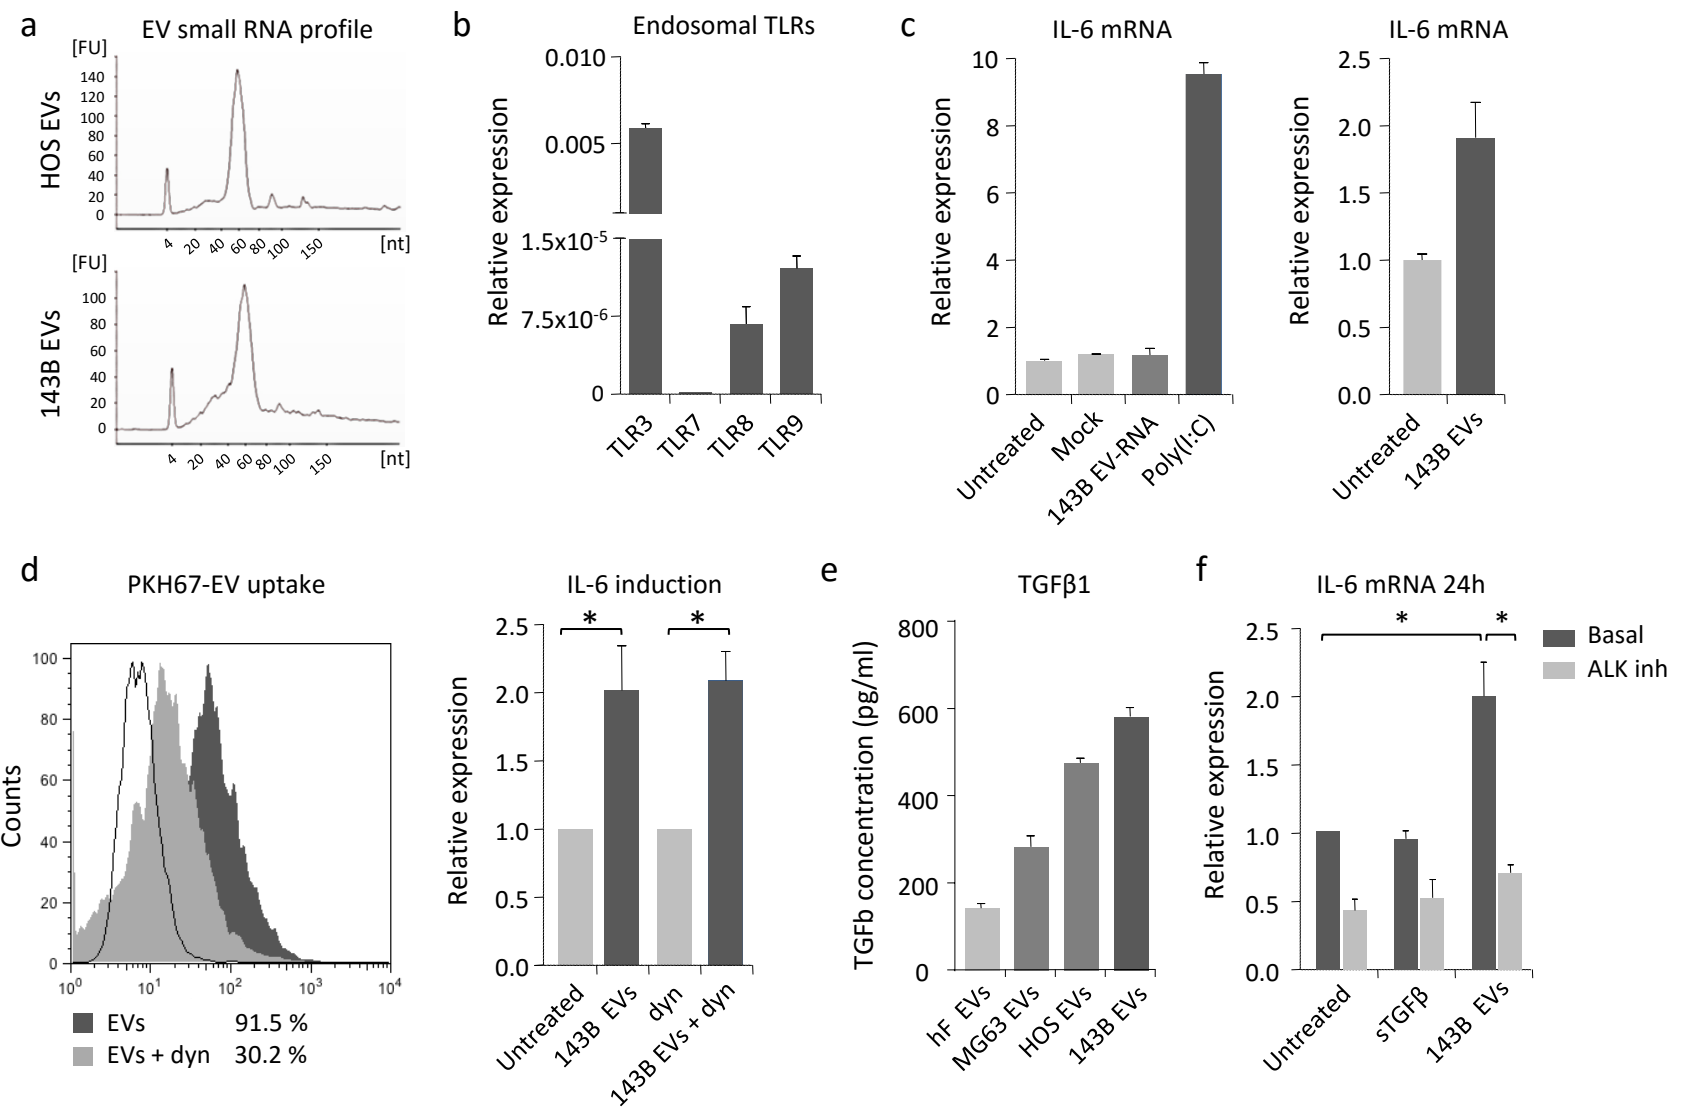 a
EV small RNA profile
[FU]
HOS EVs
140
120
100
80
60
40
20
0
4 20 40 60 80 100 150 [nt]
[FU]
143B EVs
100
80
60
40
20
0
4 20 40 60 80 100 150 [nt]
b
Endosomal TLRs
Relative expression
0.010
0.005
1.5x10-5
7.5x10-6
0
TLR3 TLR7 TLR8 TLR9
c
IL-6 mRNA
Relative expression
10
8
6
4
2
0
Untreated Mock 143B EV-RNA Poly(I:C)
IL-6 mRNA
Relative expression
2.5
2.0
1.5
1.0
0.5
0.0
Untreated 143B EVs
d
PKH67-EV uptake
Counts
100
80
60
40
20
0
10^0 10^1 10^2 10^3 10^4
EVs 91.5 %
EVs + dyn 30.2 %
IL-6 induction
* *
Relative expression
2.5
2.0
1.5
1.0
0.5
0.0
Untreated 143B EVs dyn 143B EVs + dyn
e
TGFβ1
TGFb concentration (pg/ml)
800
600
400
200
0
hF EVs MG63 EVs HOS EVs 143B EVs
f
IL-6 mRNA 24h
* *
Basal
ALK inh
Relative expression
2.5
2.0
1.5
1.0
0.5
0.0
Untreated sTGFβ 143B EVs